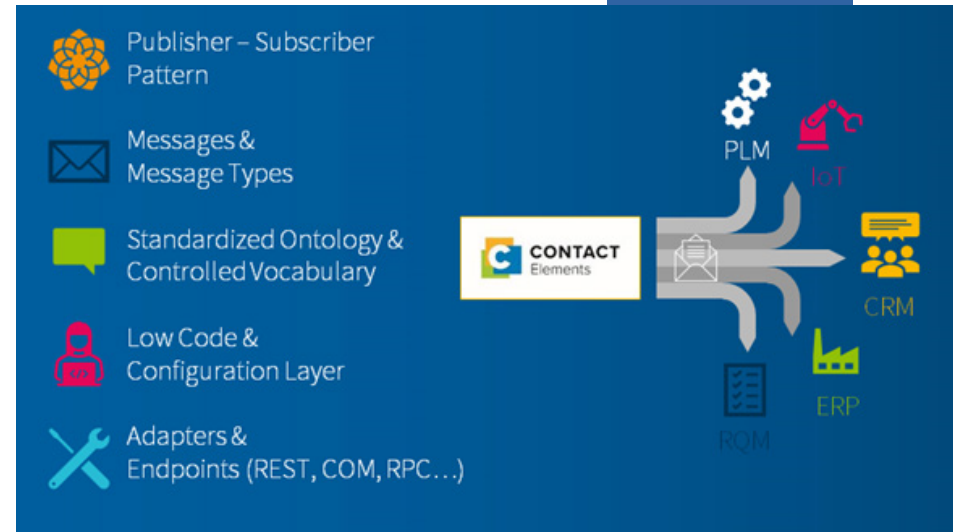 Publisher – Subscriber
Pattern
Messages &
Message Types
Standardized Ontology &
Controlled Vocabulary
Low Code &
Configuration Layer
</>
Adapters &
Endpoints (REST, COM, RPC…)
C CONTACT
Elements
PLM
IoT
CRM
ERP
RQM